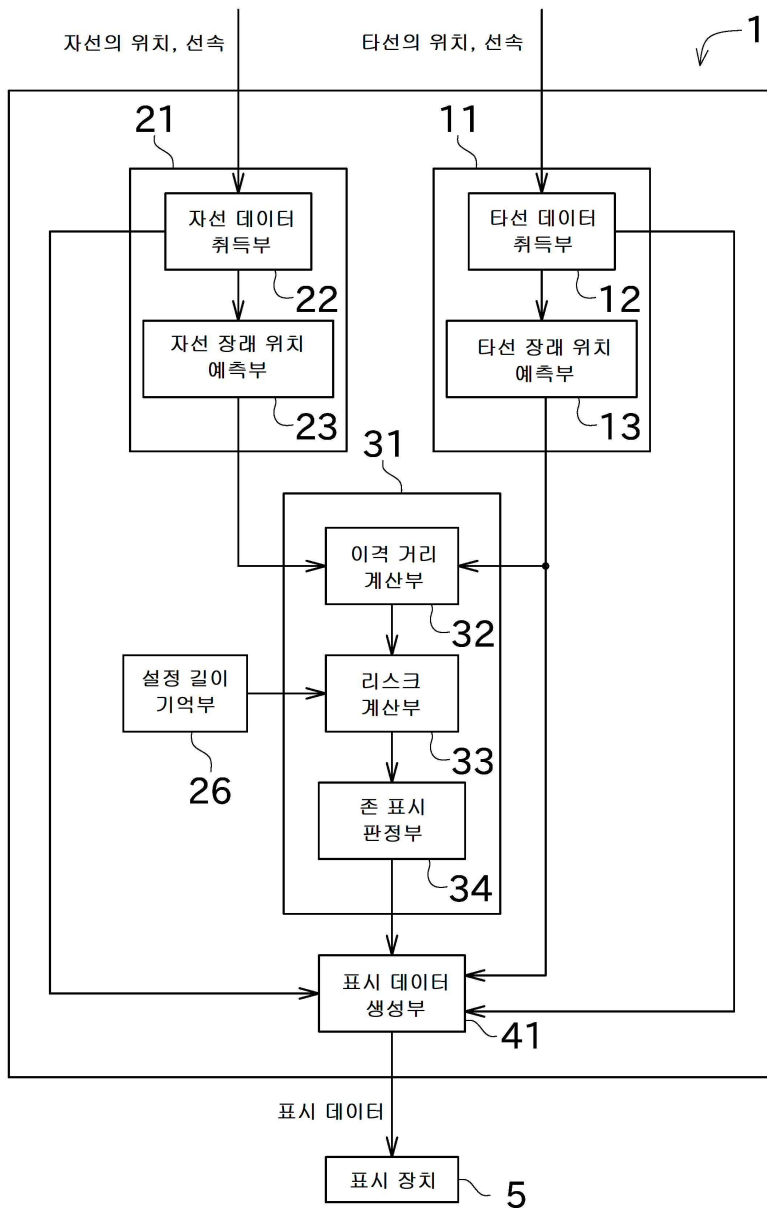 자선의 위치, 선속
타선의 위치, 선속
1
21
11
자선 데이터
취득부
타선 데이터
취득부
22
12
자선 장래 위치
예측부
타선 장래 위치
예측부
23
13
31
이격 거리
계산부
32
설정 길이
기억부
리스크
계산부
26
33
존 표시
판정부
34
표시 데이터
생성부
41
표시 데이터
표시 장치
5